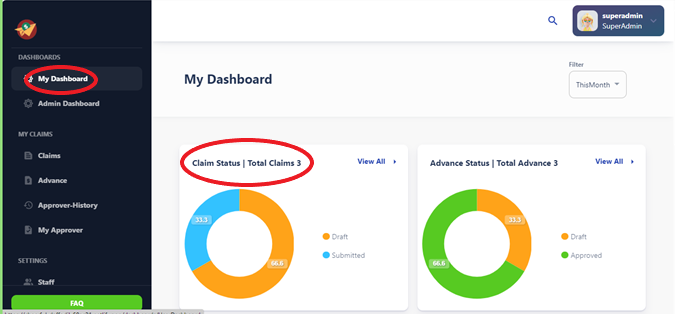 superadmin
SuperAdmin
DASHBOARDS
My Dashboard
Admin Dashboard
MY CLAIMS
Claims
Advance
Approver-History
My Approver
SETTINGS
Staff
FAQ
My Dashboard
Filter
ThisMonth
Claim Status | Total Claims 3
View All
33.3
66.6
Draft
Submitted
Advance Status | Total Advance 3
View All
33.3
66.6
Draft
Approved